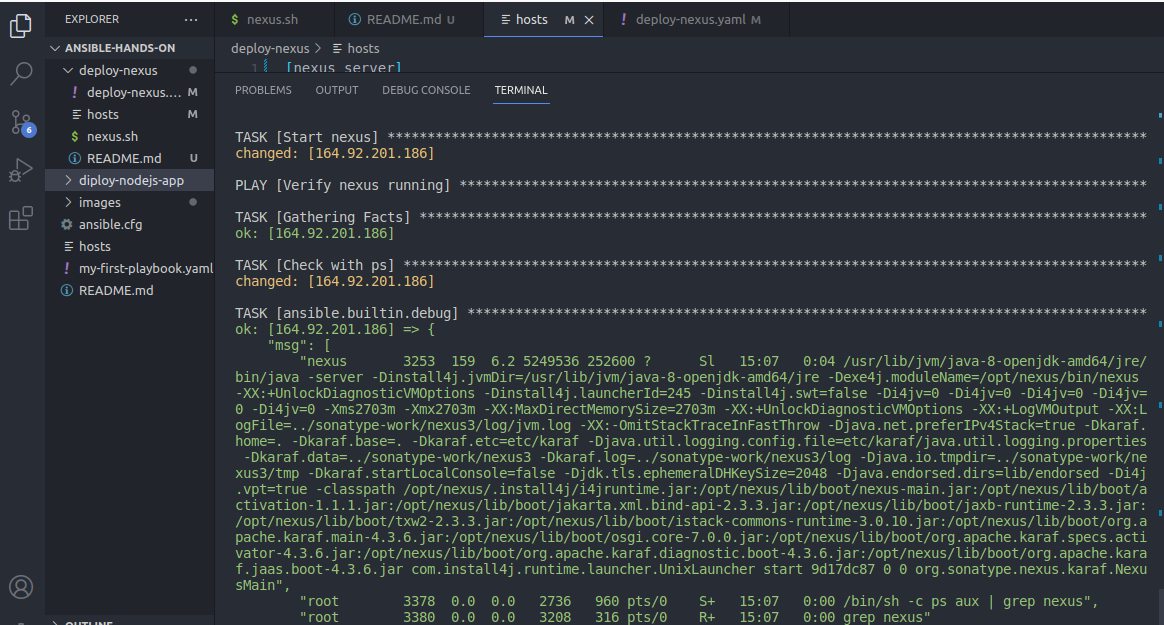 EXPLORER ...
ANSIBLE-HANDS-ON
deploy-nexus
deploy-nexus.... M
hosts M
nexus.sh
README.md U
diploy-nodejs-app
images
ansible.cfg
hosts
my-first-playbook.yaml
README.md
OUTLINE
6
nexus.sh
README.md U
hosts M
deploy-nexus.yaml M
deploy-nexus > hosts
1 [nexus_server]
PROBLEMS OUTPUT DEBUG CONSOLE TERMINAL
TASK [Start nexus] ***********************************************************************************************
changed: [164.92.201.186]
PLAY [Verify nexus running] **************************************************************************************
TASK [Gathering Facts] *******************************************************************************************
ok: [164.92.201.186]
TASK [Check with ps] *********************************************************************************************
changed: [164.92.201.186]
TASK [ansible.builtin.debug] *************************************************************************************
ok: [164.92.201.186] => {
"msg": [
"nexus 3253 159 6.2 5249536 252600 ? Sl 15:07 0:04 /usr/lib/jvm/java-8-openjdk-amd64/jre/
bin/java -server -Dinstall4j.jvmDir=/usr/lib/jvm/java-8-openjdk-amd64/jre -Dexe4j.moduleName=/opt/nexus/bin/nexus
-XX:+UnlockDiagnosticVMOptions -Dinstall4j.launcherId=245 -Dinstall4j.swt=false -Di4jv=0 -Di4jv=0 -Di4jv=0 -Di4jv=
0 -Di4jv=0 -Xms2703m -Xmx2703m -XX:MaxDirectMemorySize=2703m -XX:+UnlockDiagnosticVMOptions -XX:+LogVMOutput -XX:L
ogFile=../sonatype-work/nexus3/log/jvm.log -XX:-OmitStackTraceInFastThrow -Djava.net.preferIPv4Stack=true -Dkaraf.
home=. -Dkaraf.base=. -Dkaraf.etc=etc/karaf -Djava.util.logging.config.file=etc/karaf/java.util.logging.properties
-Dkaraf.data=../sonatype-work/nexus3 -Dkaraf.log=../sonatype-work/nexus3/log -Djava.io.tmpdir=../sonatype-work/ne
xus3/tmp -Dkaraf.startLocalConsole=false -Djdk.tls.ephemeralDHKeySize=2048 -Djava.endorsed.dirs=lib/endorsed -Di4j
.vpt=true -classpath /opt/nexus/.install4j/i4jruntime.jar:/opt/nexus/lib/boot/nexus-main.jar:/opt/nexus/lib/boot/a
ctivation-1.1.1.jar:/opt/nexus/lib/boot/jakarta.xml.bind-api-2.3.3.jar:/opt/nexus/lib/boot/jaxb-runtime-2.3.3.jar:
/opt/nexus/lib/boot/txw2-2.3.3.jar:/opt/nexus/lib/boot/istack-commons-runtime-3.0.10.jar:/opt/nexus/lib/boot/org.a
pache.karaf.main-4.3.6.jar:/opt/nexus/lib/boot/osgi.core-7.0.0.jar:/opt/nexus/lib/boot/org.apache.karaf.specs.acti
vator-4.3.6.jar:/opt/nexus/lib/boot/org.apache.karaf.diagnostic.boot-4.3.6.jar:/opt/nexus/lib/boot/org.apache.kara
f.jaas.boot-4.3.6.jar com.install4j.runtime.launcher.UnixLauncher start 9d17dc87 0 0 org.sonatype.nexus.karaf.Nexu
sMain",
"root 3378 0.0 0.0 2736 960 pts/0 S+ 15:07 0:00 /bin/sh -c ps aux | grep nexus",
"root 3380 0.0 0.0 3208 316 pts/0 R+ 15:07 0:00 grep nexus"